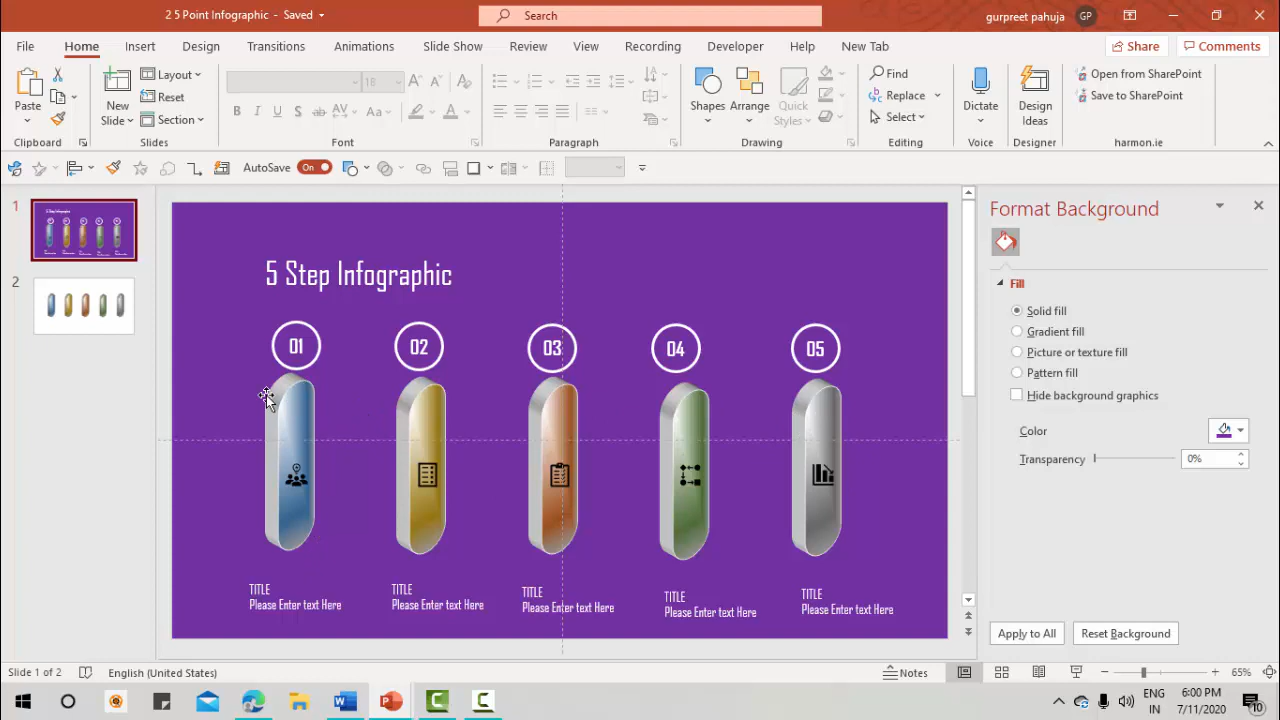 2 5 Point Infographic - Saved
Search
gurpreet pahuja
GP
File
Home
Insert
Design
Transitions
Animations
Slide Show
Review
View
Recording
Developer
Help
New Tab
Share
Comments
Paste
Clipboard
New
Slide
Layout
Reset
Section
Slides
18
B I U S ab AV Aa A
Font
Paragraph
Shapes
Arrange
Quick
Styles
Drawing
Find
Replace
Select
Editing
Dictate
Voice
Design
Ideas
Designer
Open from SharePoint
Save to SharePoint
harmon.ie
AutoSave On
1
2
5 Step Infographic
01
02
03
04
05
TITLE
Please Enter text Here
TITLE
Please Enter text Here
TITLE
Please Enter text Here
TITLE
Please Enter text Here
TITLE
Please Enter text Here
Format Background
Fill
Solid fill
Gradient fill
Picture or texture fill
Pattern fill
Hide background graphics
Color
Transparency
0%
Apply to All
Reset Background
Slide 1 of 2
English (United States)
Notes
65%
ENG
IN
6:00 PM
7/11/2020
10